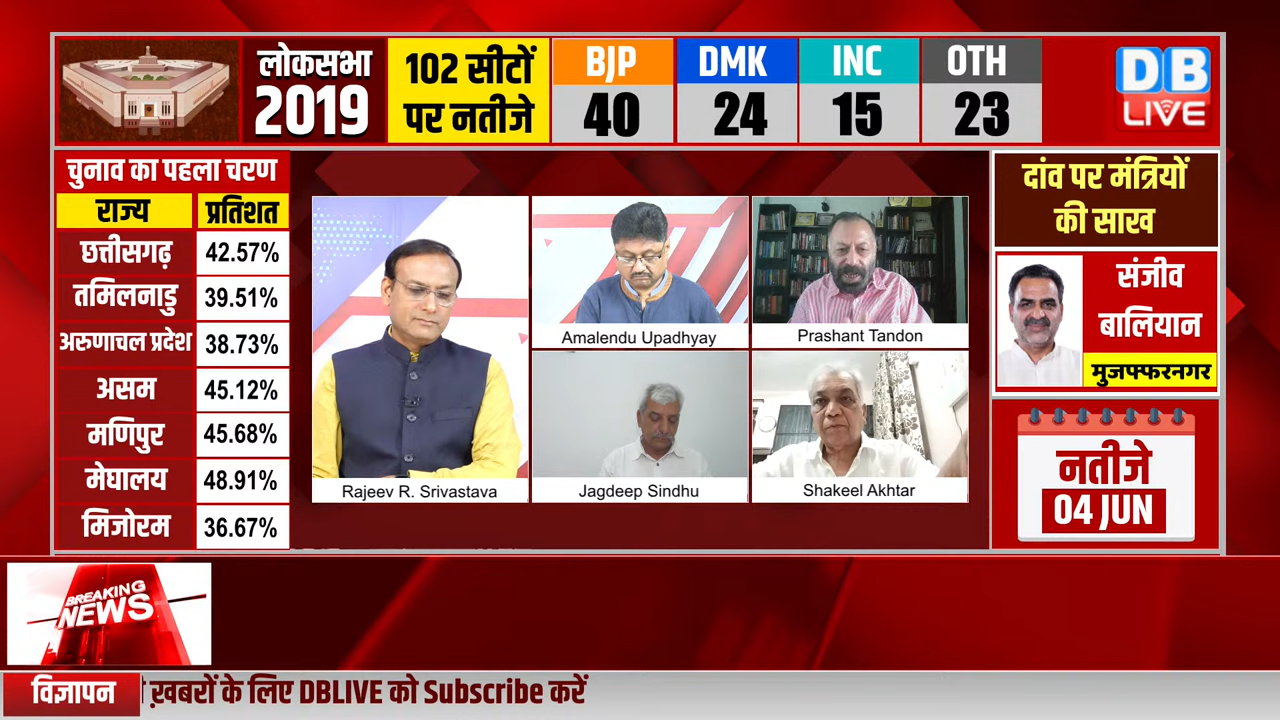 लोकसभा
2019
102 सीटों
पर नतीजे
BJP
40
DMK
24
INC
15
OTH
23
DB
LIVE
चुनाव का पहला चरण
राज्य प्रतिशत
छत्तीसगढ़ 42.57%
तमिलनाडु 39.51%
अरुणाचल प्रदेश 38.73%
असम 45.12%
मणिपुर 45.68%
मेघालय 48.91%
मिजोरम 36.67%
Rajeev R. Srivastava
Amalendu Upadhyay
Prashant Tandon
Jagdeep Sindhu
Shakeel Akhtar
दांव पर मंत्रियों
की साख
संजीव
बालियान
मुजफ्फरनगर
नतीजे
04 JUN
BREAKING
NEWS
विज्ञापन ख़बरों के लिए DBLIVE को Subscribe करें